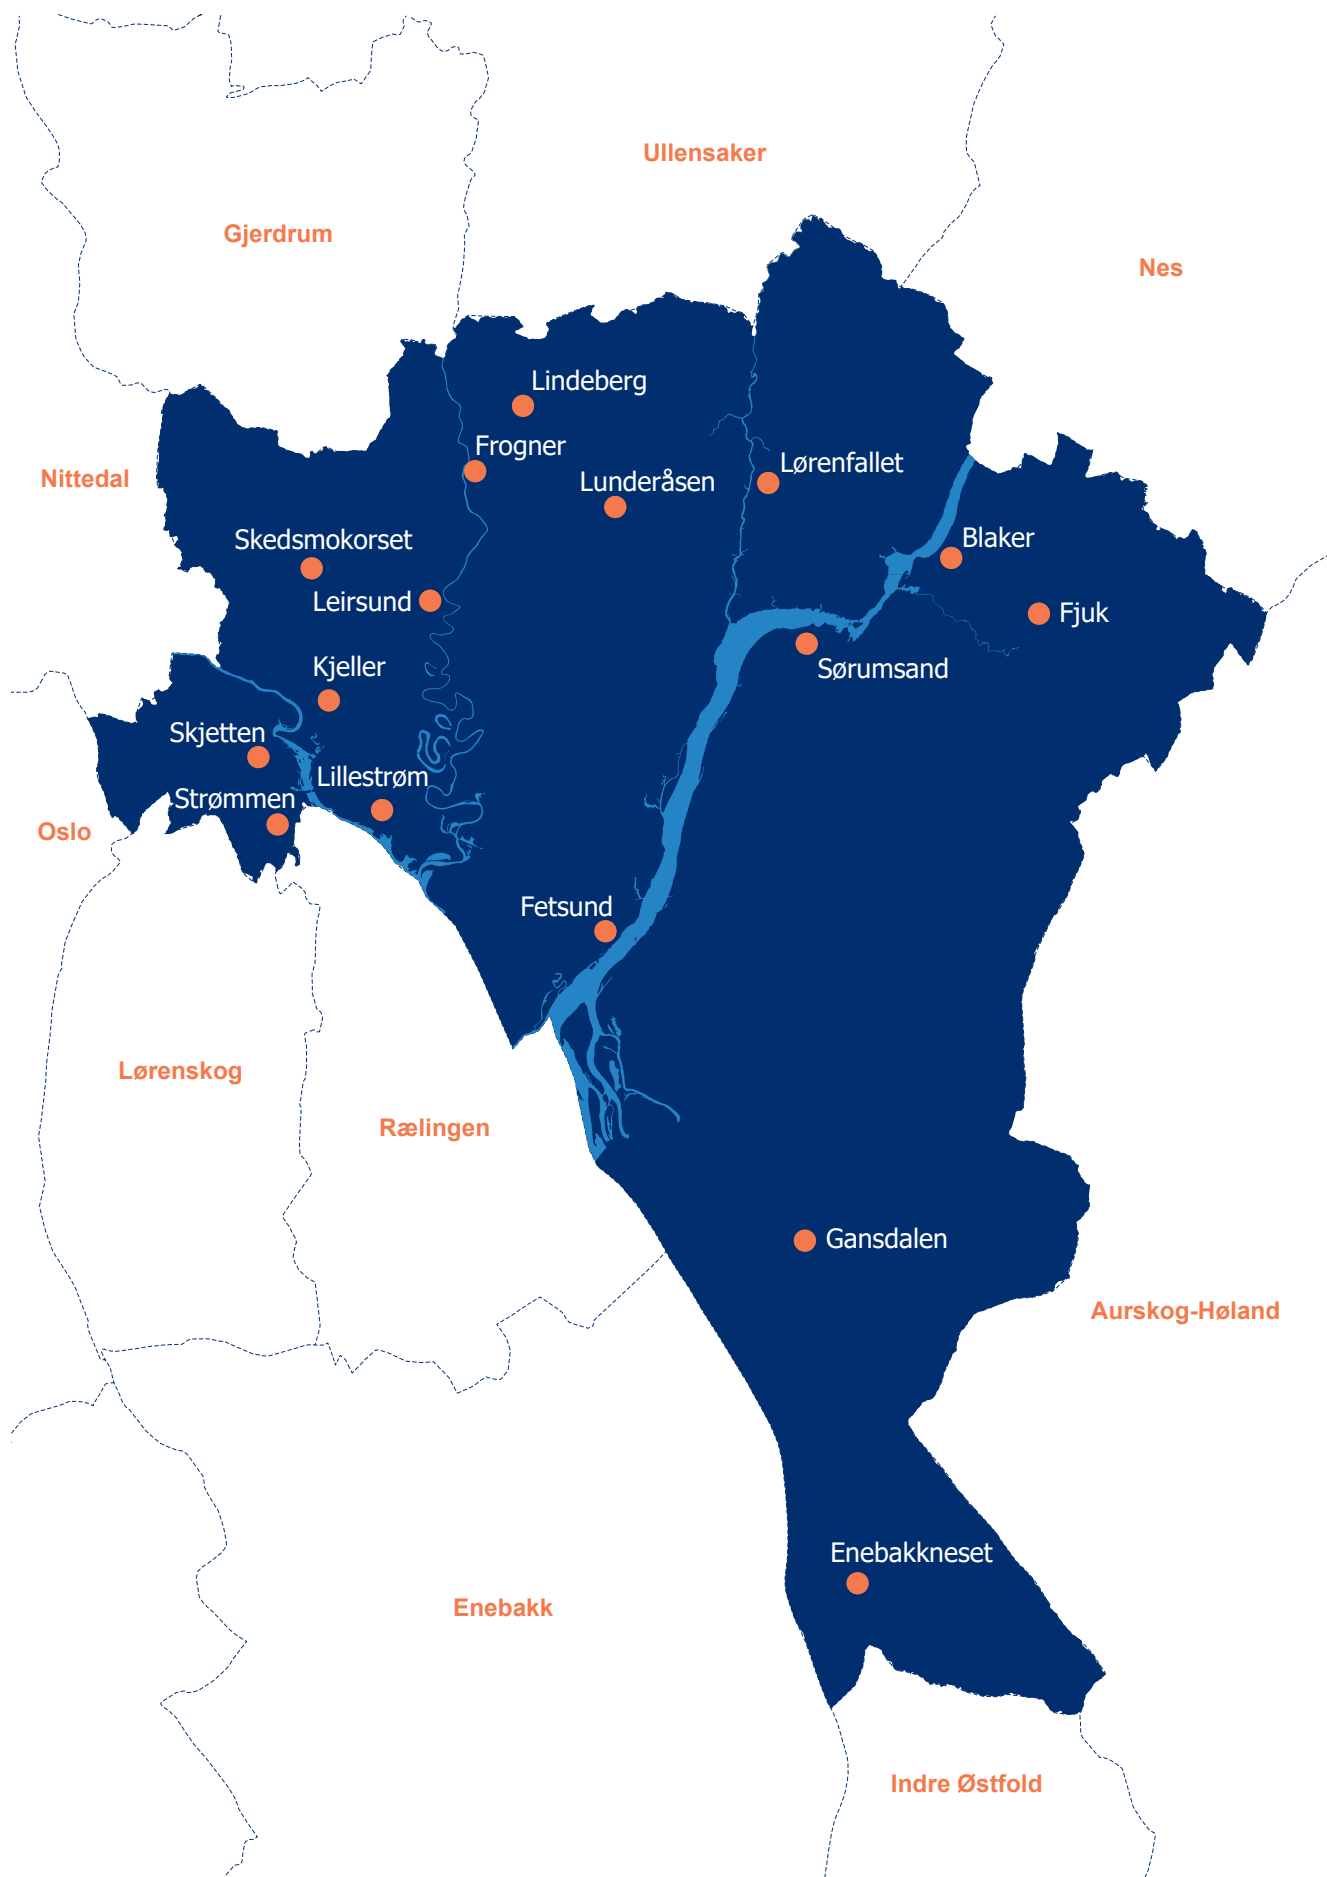 Ullensaker
Gjerdrum
Nes
Lindeberg
Frogner
Lørenfallet
Nittedal
Lunderåsen
Skedsmokorset
Blaker
Leirsund
Fjuk
Kjeller
Sørumsand
Skjetten
Lillestrøm
Strømmen
Oslo
Fetsund
Lørenskog
Rælingen
Gansdalen
Aurskog-Høland
Enebakkneset
Enebakk
Indre Østfold